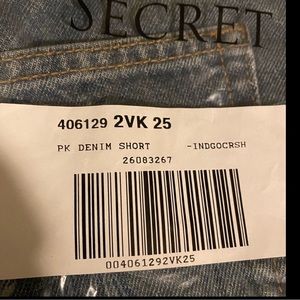 SECRET
406129 2VK 25
PK DENIM SHORT -INDGOCRSH
26083267
004061292VK25